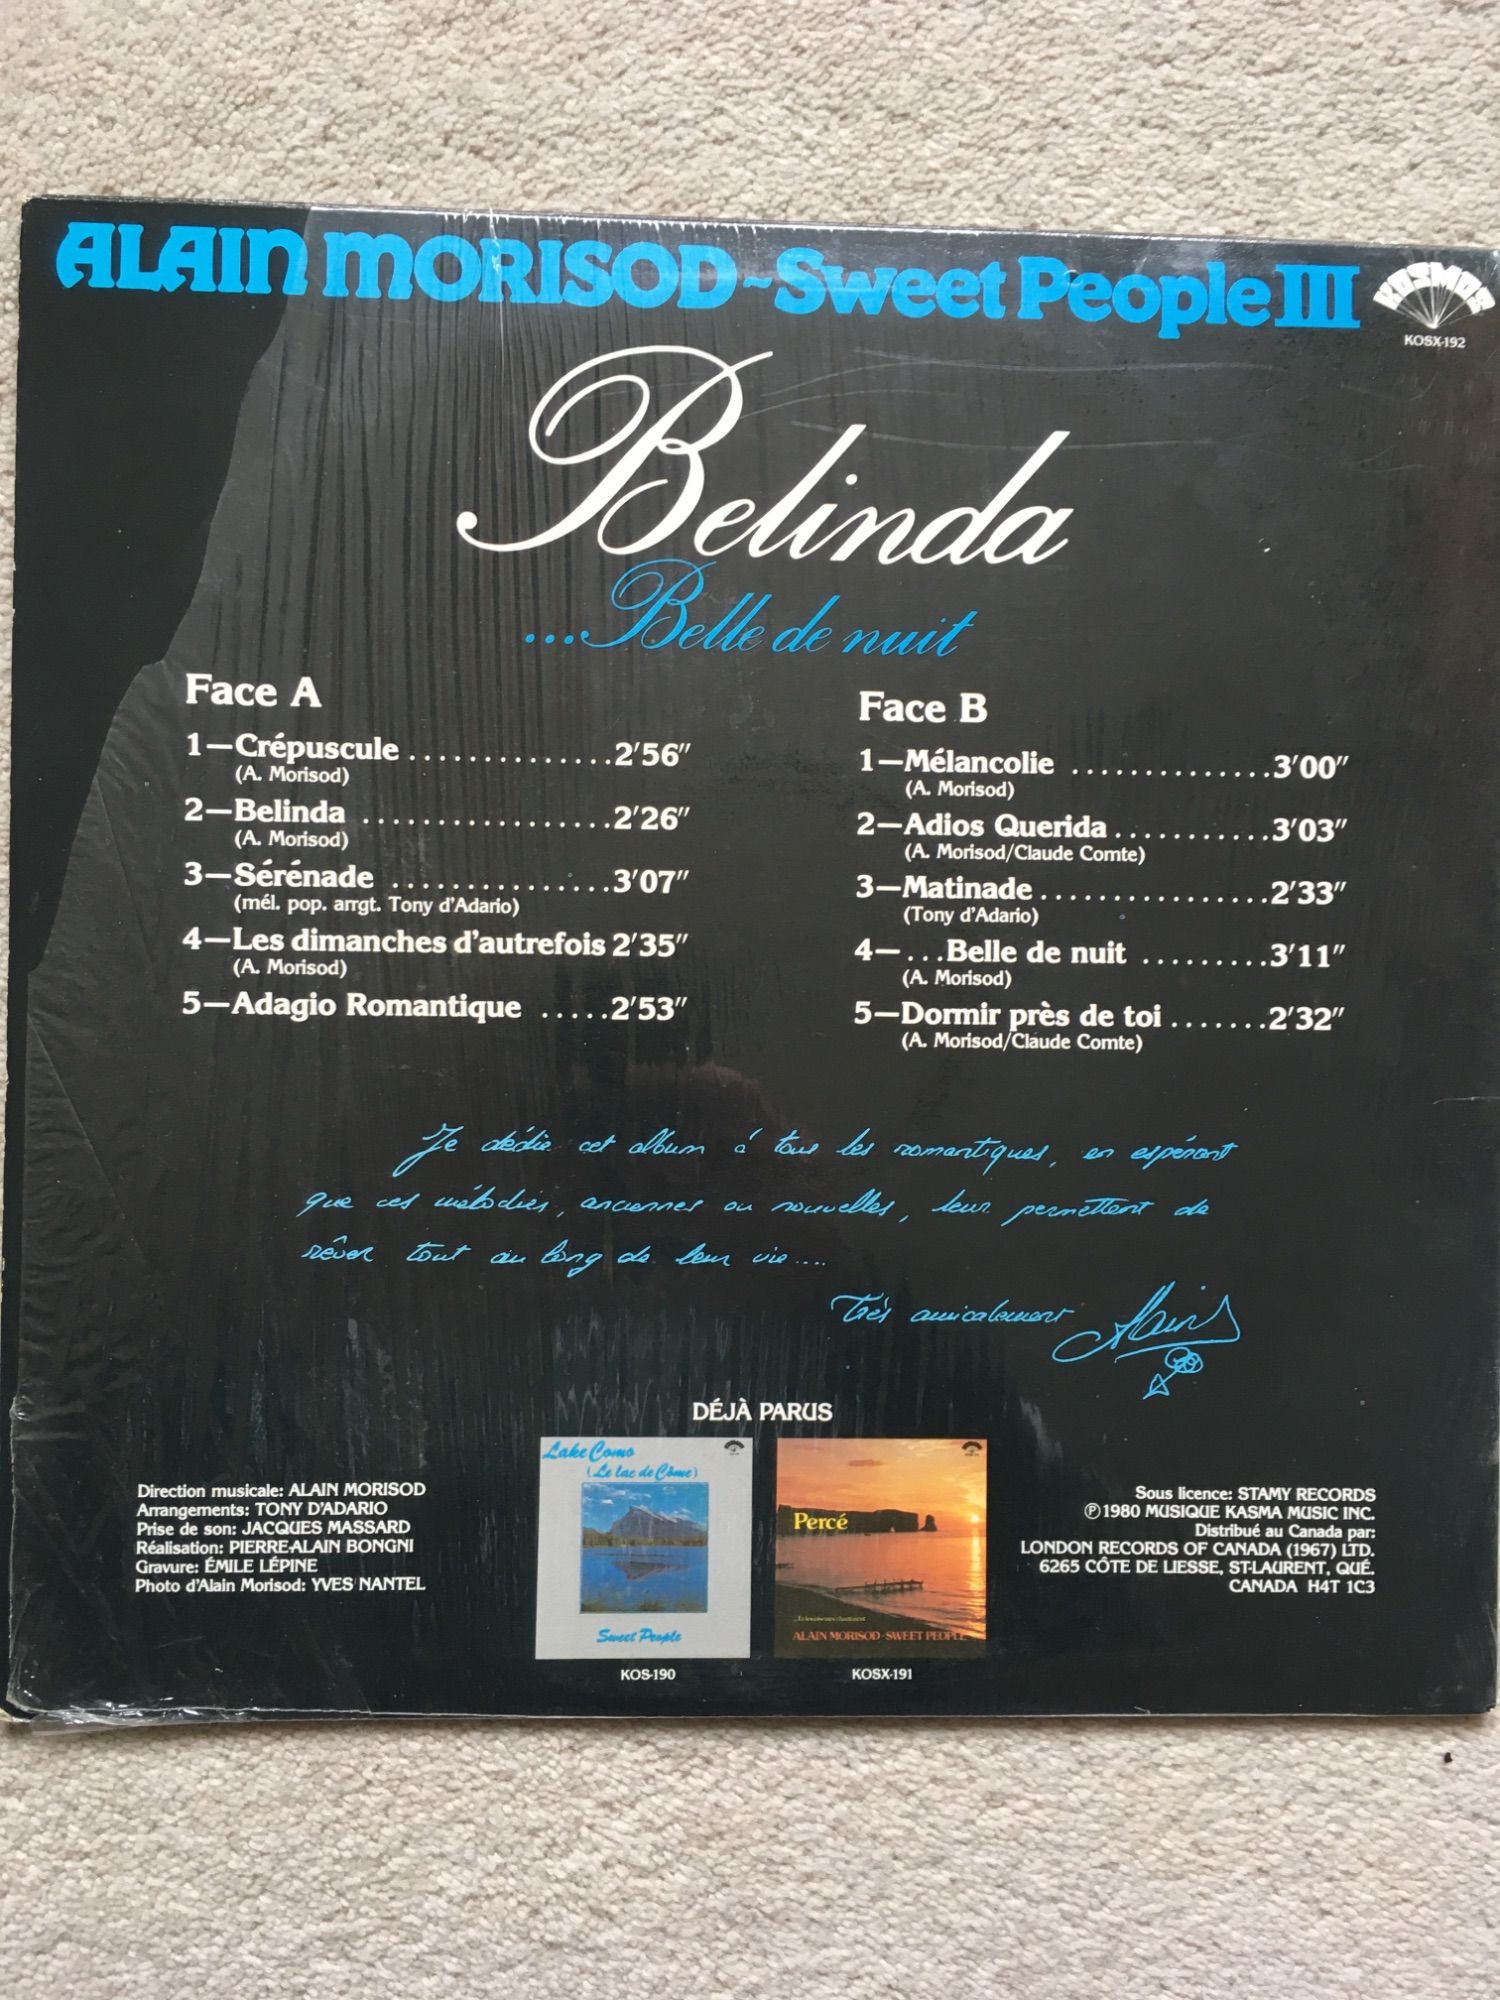 ALAIN MORISOD ~ Sweet People III
KOSMOS
KOSX-192
Belinda
...Belle de nuit
Face A
1—Crépuscule ..............2'56"
(A. Morisod)
2—Belinda .................2'26"
(A. Morisod)
3—Sérénade ...............3'07"
(mél. pop. arrgt. Tony d'Adario)
4—Les dimanches d'autrefois 2'35"
(A. Morisod)
5—Adagio Romantique .....2'53"
Face B
1—Mélancolie ..............3'00"
(A. Morisod)
2—Adios Querida...........3'03"
(A. Morisod/Claude Comte)
3—Matinade................2'33"
(Tony d'Adario)
4—...Belle de nuit .........3'11"
(A. Morisod)
5—Dormir près de toi.......2'32"
(A. Morisod/Claude Comte)
Je dédie cet album à tous les romantiques, en espérant
que ces mélodies, anciennes ou nouvelles, leur permettent de
rêver tout au long de leur vie....
Très amicalement Alain
DÉJÀ PARUS
Lake Como
(Le lac de Côme)
Sweet People
KOS-190
Percé
...Et les oiseaux chantaient
ALAIN MORISOD-SWEET PEOPLE
KOSX-191
Direction musicale: ALAIN MORISOD
Arrangements: TONY D'ADARIO
Prise de son: JACQUES MASSARD
Réalisation: PIERRE-ALAIN BONGNI
Gravure: ÉMILE LÉPINE
Photo d'Alain Morisod: YVES NANTEL
Sous licence: STAMY RECORDS
℗ 1980 MUSIQUE KASMA MUSIC INC.
Distribué au Canada par:
LONDON RECORDS OF CANADA (1967) LTD.
6265 CÔTE DE LIESSE, ST-LAURENT, QUÉ.
CANADA H4T 1C3